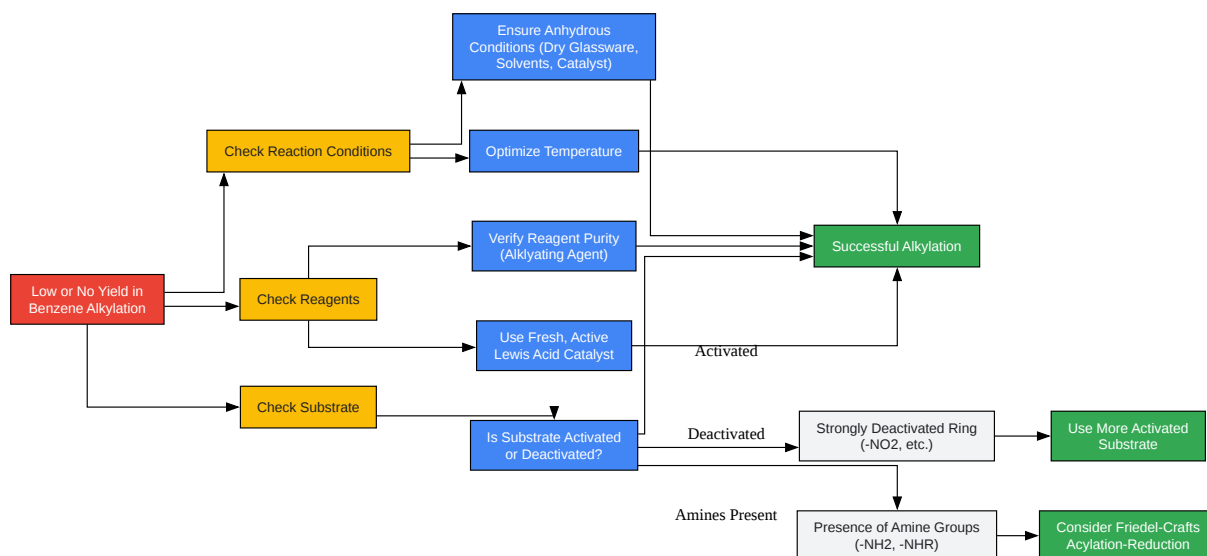 Ensure Anhydrous
Conditions (Dry Glassware,
Solvents, Catalyst)
Check Reaction Conditions
Optimize Temperature
Verify Reagent Purity
(Alklyating Agent)
Successful Alkylation
Low or No Yield in
Benzene Alkylation
Check Reagents
Use Fresh, Active
Lewis Acid Catalyst
Activated
Check Substrate
Is Substrate Activated
or Deactivated?
Deactivated
Strongly Deactivated Ring
(-NO2, etc.)
Use More Activated
Substrate
Amines Present
Presence of Amine Groups
(-NH2, -NHR)
Consider Friedel-Crafts
Acylation-Reduction